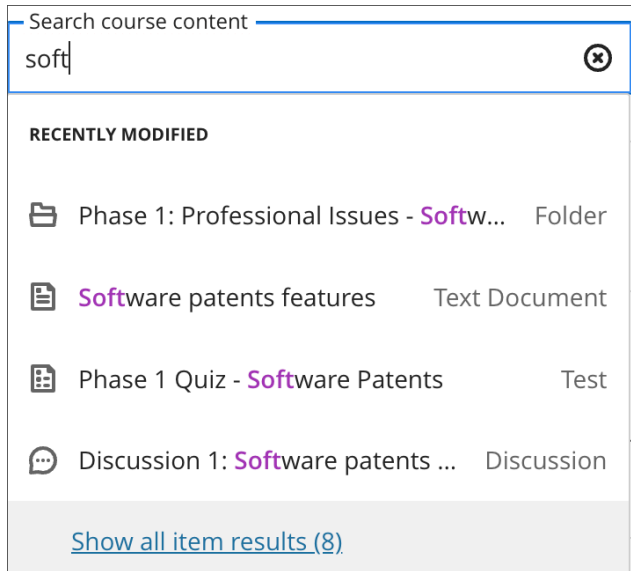 Search course content
soft
RECENTLY MODIFIED
Phase 1: Professional Issues - Softw... Folder
Software patents features Text Document
Phase 1 Quiz - Software Patents Test
Discussion 1: Software patents ... Discussion
Show all item results (8)